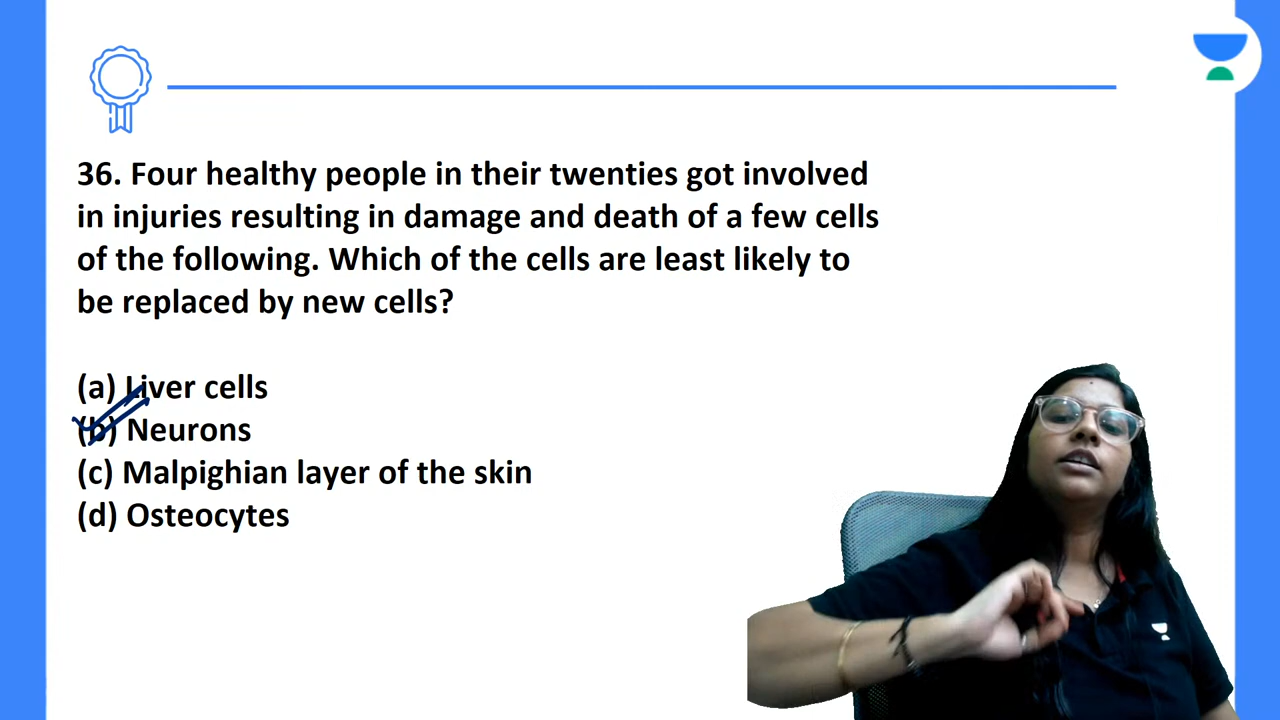 36. Four healthy people in their twenties got involved
in injuries resulting in damage and death of a few cells
of the following. Which of the cells are least likely to
be replaced by new cells?
(a) Liver cells
(b) Neurons
(c) Malpighian layer of the skin
(d) Osteocytes